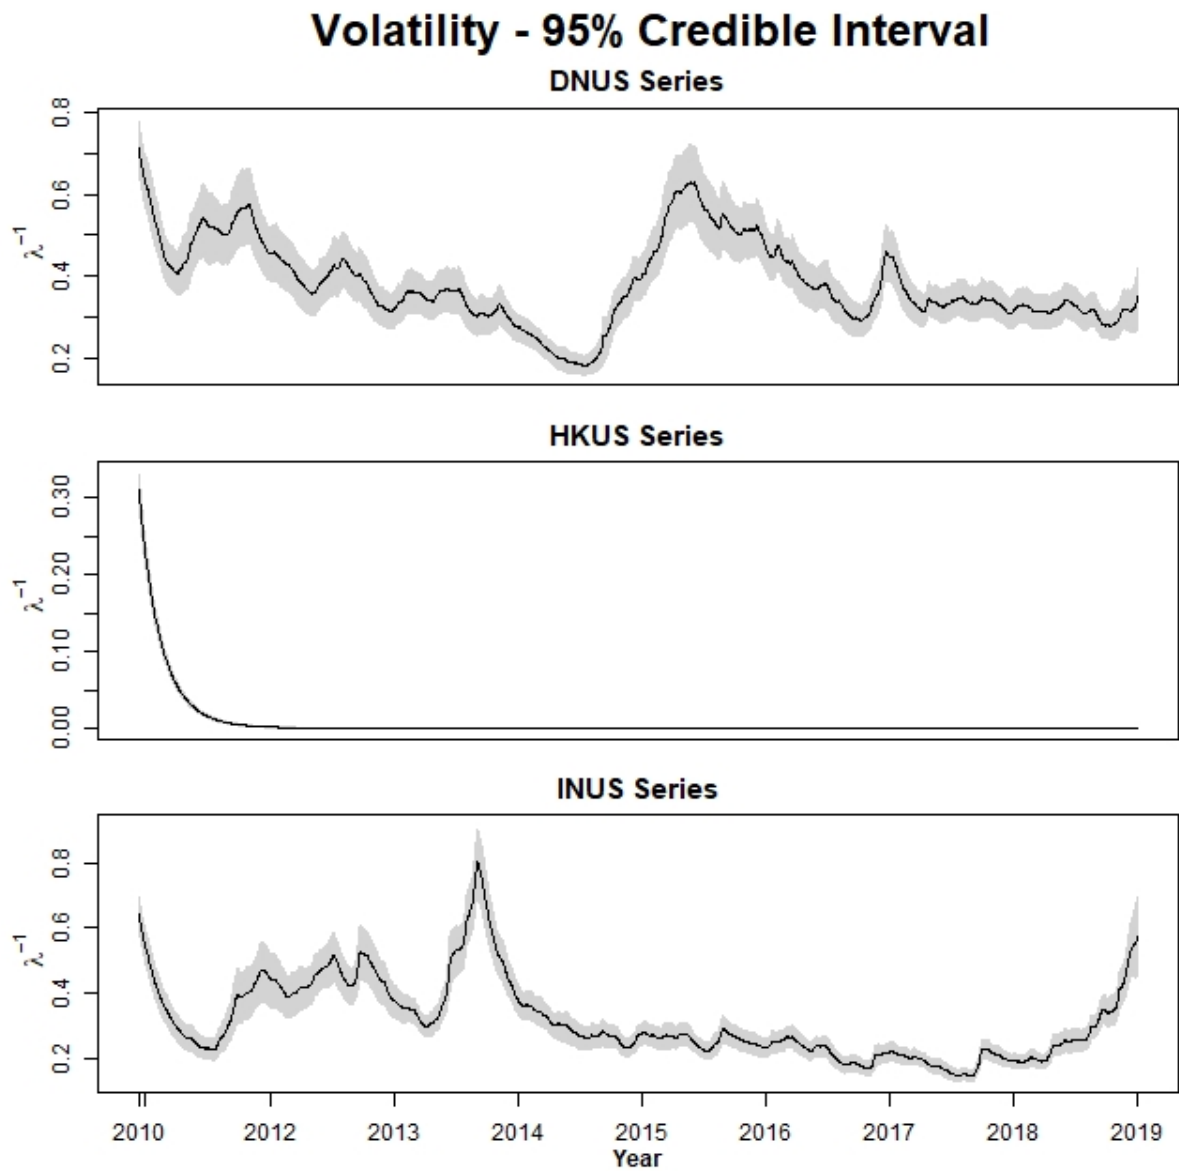 Volatility - 95% Credible Interval
DNUS Series
0.8
0.6
0.4
0.2
λ⁻¹
HKUS Series
0.30
0.20
0.10
0.00
λ⁻¹
INUS Series
0.8
0.6
0.4
0.2
λ⁻¹
2010 2012 2013 2014 2015 2016 2017 2018 2019
Year